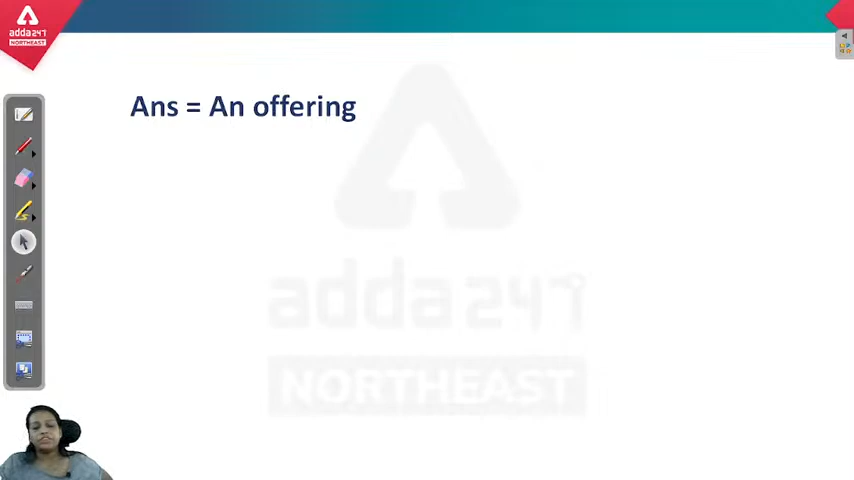 adda247
NORTHEAST
Ans = An offering
adda247
NORTHEAST